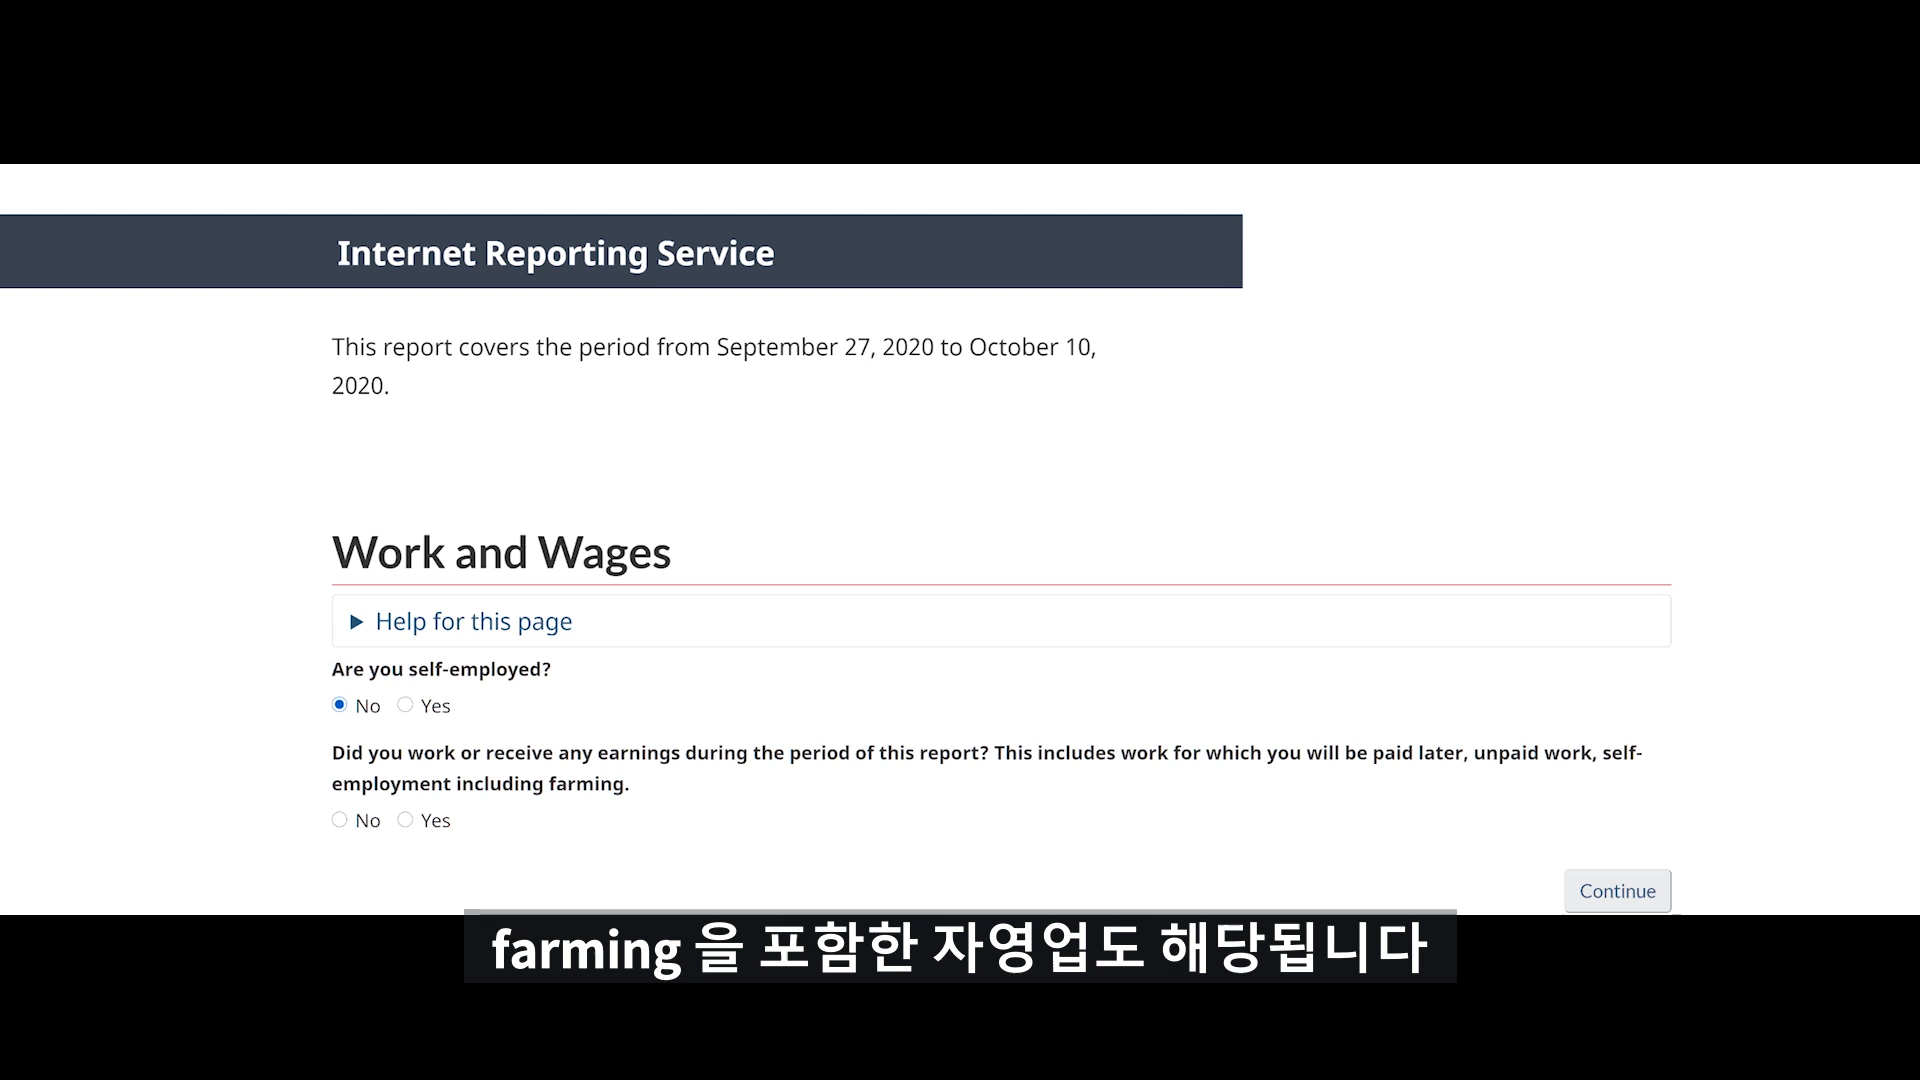 Internet Reporting Service
This report covers the period from September 27, 2020 to October 10,
2020.
Work and Wages
Help for this page
Are you self-employed?
No Yes
Did you work or receive any earnings during the period of this report? This includes work for which you will be paid later, unpaid work, self-
employment including farming.
No Yes
Continue
farming 을 포함한 자영업도 해당됩니다